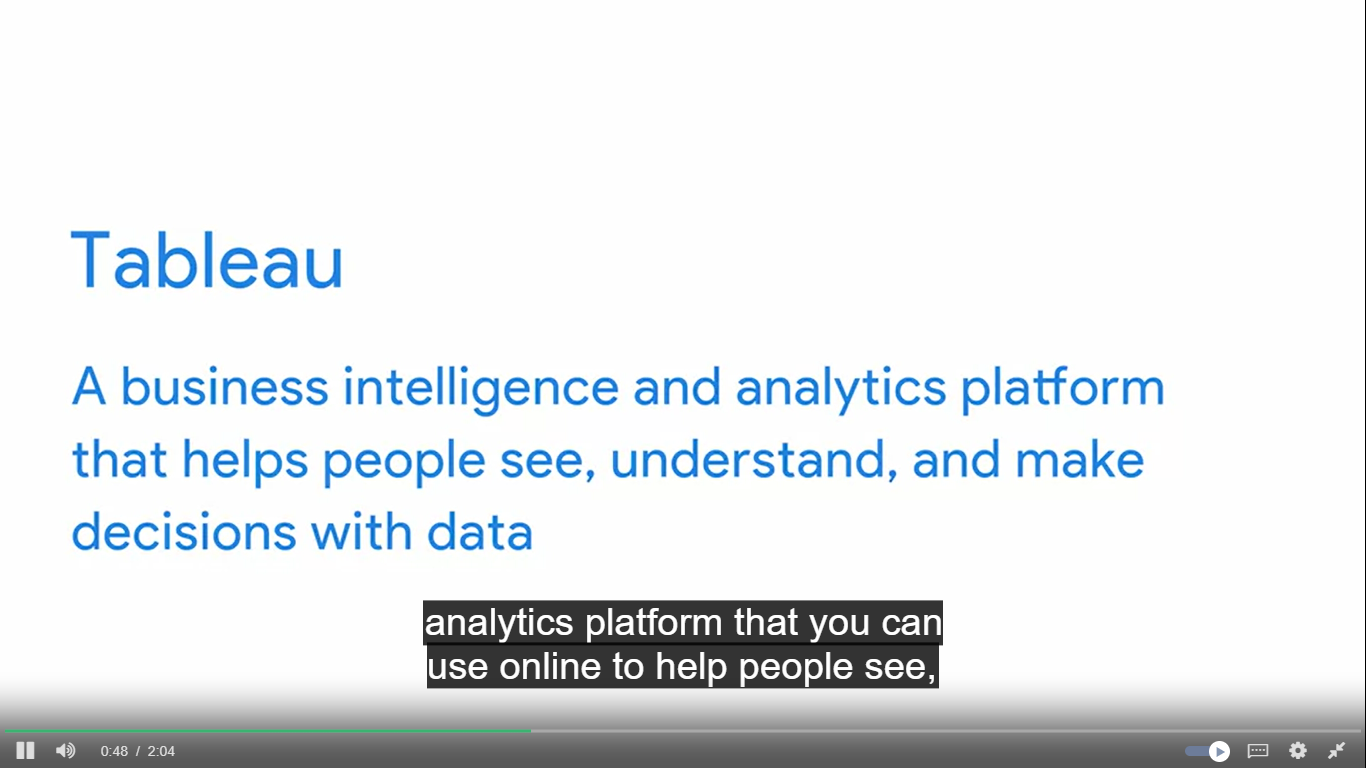 Tableau
A business intelligence and analytics platform
that helps people see, understand, and make
decisions with data
analytics platform that you can
use online to help people see,
0:48 / 2:04